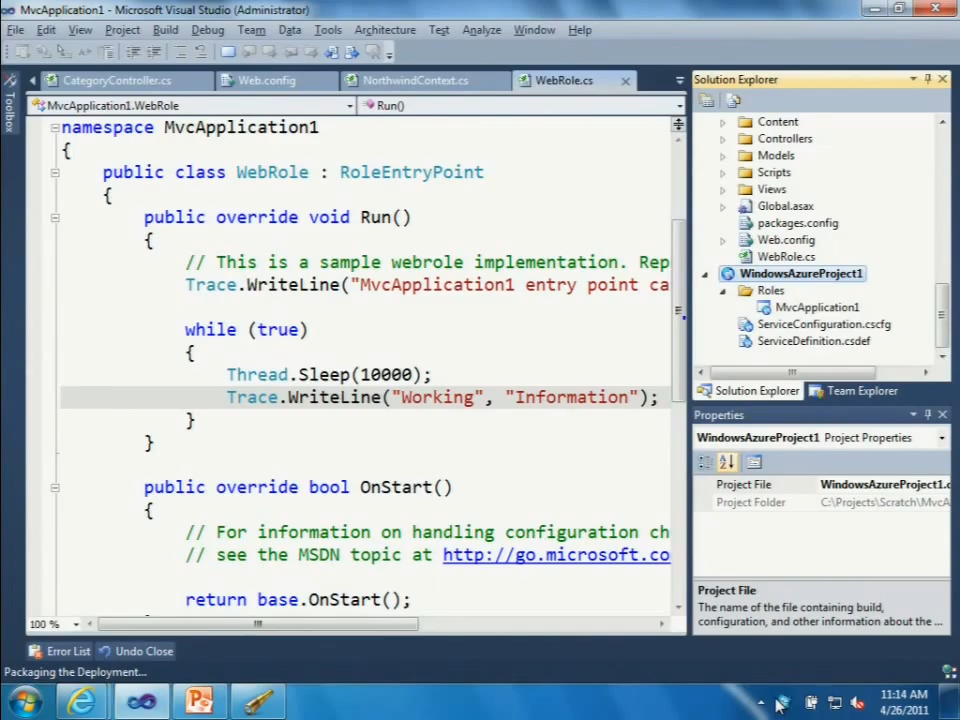 MvcApplication1 - Microsoft Visual Studio (Administrator)
File Edit View Project Build Debug Team Data Tools Architecture Test Analyze Window Help
CategoryController.cs Web.config NorthwindContext.cs WebRole.cs
MvcApplication1.WebRole Run()
Toolbox
namespace MvcApplication1
{
public class WebRole : RoleEntryPoint
{
public override void Run()
{
// This is a sample webrole implementation. Rep
Trace.WriteLine("MvcApplication1 entry point ca
while (true)
{
Thread.Sleep(10000);
Trace.WriteLine("Working", "Information");
}
}
public override bool OnStart()
{
// For information on handling configuration ch
// see the MSDN topic at http://go.microsoft.co
return base.OnStart();
100 %
Solution Explorer
Content
Controllers
Models
Scripts
Views
Global.asax
packages.config
Web.config
WebRole.cs
WindowsAzureProject1
Roles
MvcApplication1
ServiceConfiguration.cscfg
ServiceDefinition.csdef
Solution Explorer Team Explorer
Properties
WindowsAzureProject1 Project Properties
Project File WindowsAzureProject1.c
Project Folder C:\Projects\Scratch\MvcA
Project File
The name of the file containing build,
configuration, and other information about the...
Error List Undo Close
Packaging the Deployment...
11:14 AM
4/26/2011